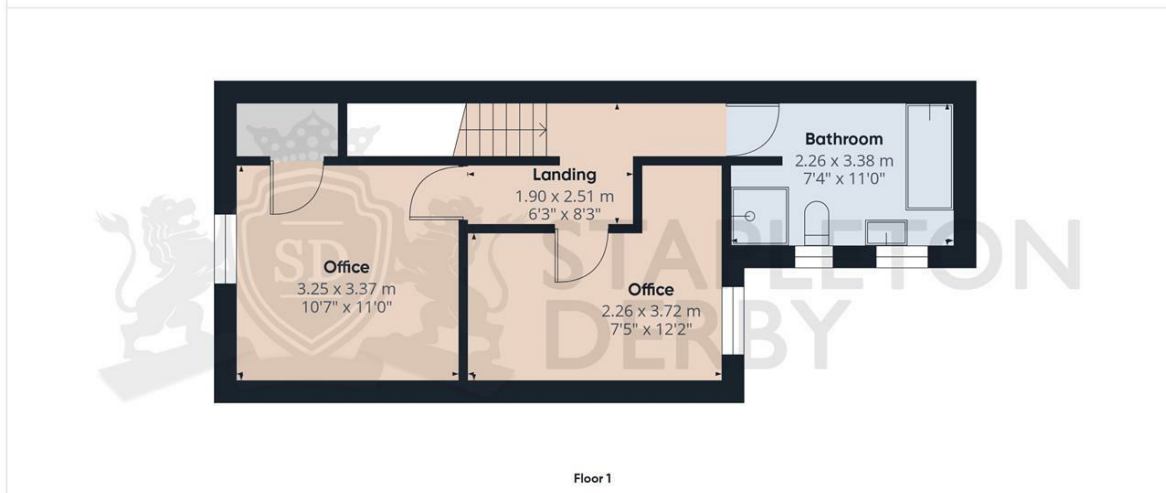 Bathroom
2.26 x 3.38 m
7'4" x 11'0"
Landing
1.90 x 2.51 m
6'3" x 8'3"
Office
3.25 x 3.37 m
10'7" x 11'0"
Office
2.26 x 3.72 m
7'5" x 12'2"
SD
STAPLETON
DERBY
Floor 1